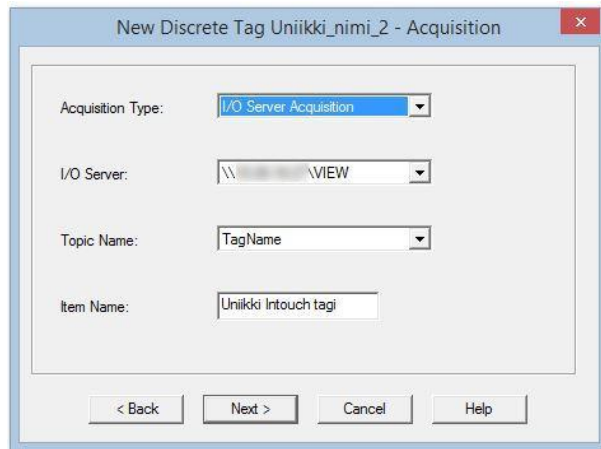 New Discrete Tag Uniikki_nimi_2 - Acquisition
Acquisition Type: I/O Server Acquisition
I/O Server: \\ \VIEW
Topic Name: TagName
Item Name: Uniikki Intouch tagi
< Back Next > Cancel Help